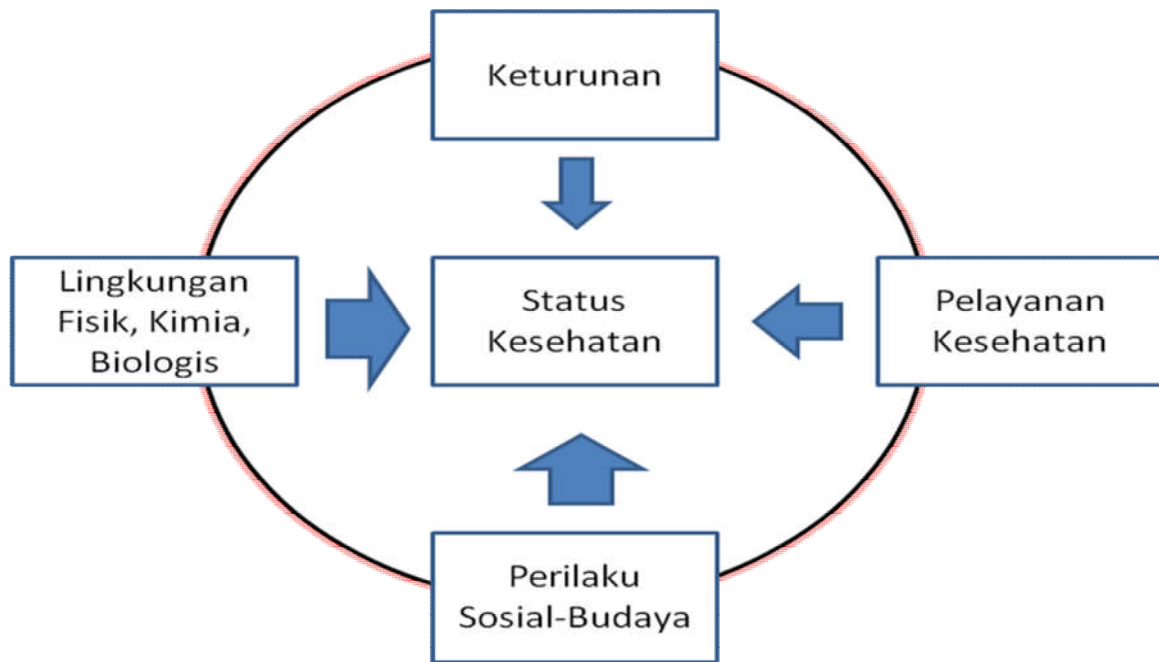 Keturunan
Lingkungan
Fisik, Kimia,
Biologis
Status
Kesehatan
Pelayanan
Kesehatan
Perilaku
Sosial-Budaya